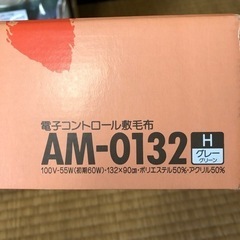 電子コントロール敷毛布
AM-0132
H
グレー
グリーン
100V-55W(初期60W)・132×90cm・ポリエステル50%・アクリル50%